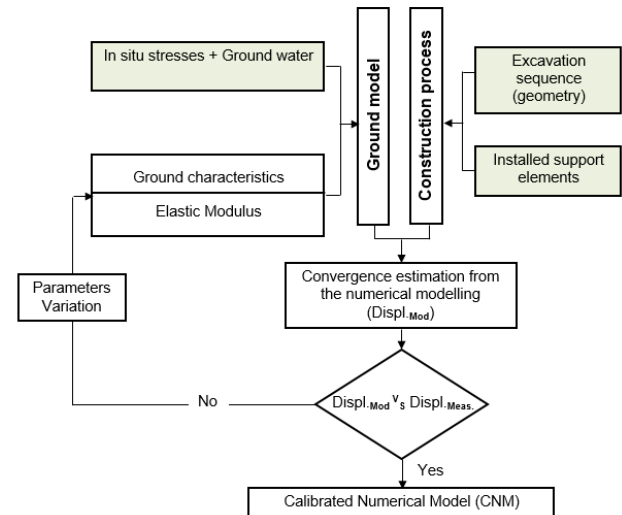 In situ stresses + Ground water
Ground characteristics
Elastic Modulus
Ground model
Construction process
Excavation
sequence
(geometry)
Installed support
elements
Parameters
Variation
Convergence estimation from
the numerical modelling
(Displ.Mod)
No
Displ.Mod Vs Displ.Meas.
Yes
Calibrated Numerical Model (CNM)